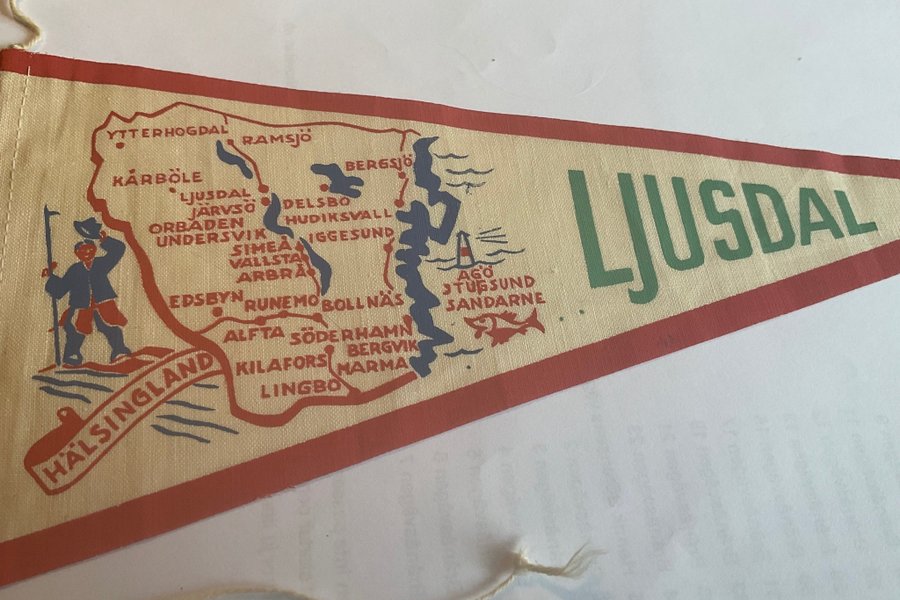 YTTERHOGDAL
RAMSJÖ
BERGSJÖ
KÅRBÖLE
LJUSDAL
JÄRVSÖ
DELSBO
ORBADEN
HUDIKSVALL
UNDERSVIK
IGGESUND
SIMEÅ
VALLSTA
ARBRÅ
EDSBYN
RUNEMO
BOLLNÄS
ALFTA
SÖDERHAMN
BERGVIK
KILAFORS
MARMA
LINGBO
AGÖ
STUGSUND
SANDARNE
HÄLSINGLAND
LJUSDAL